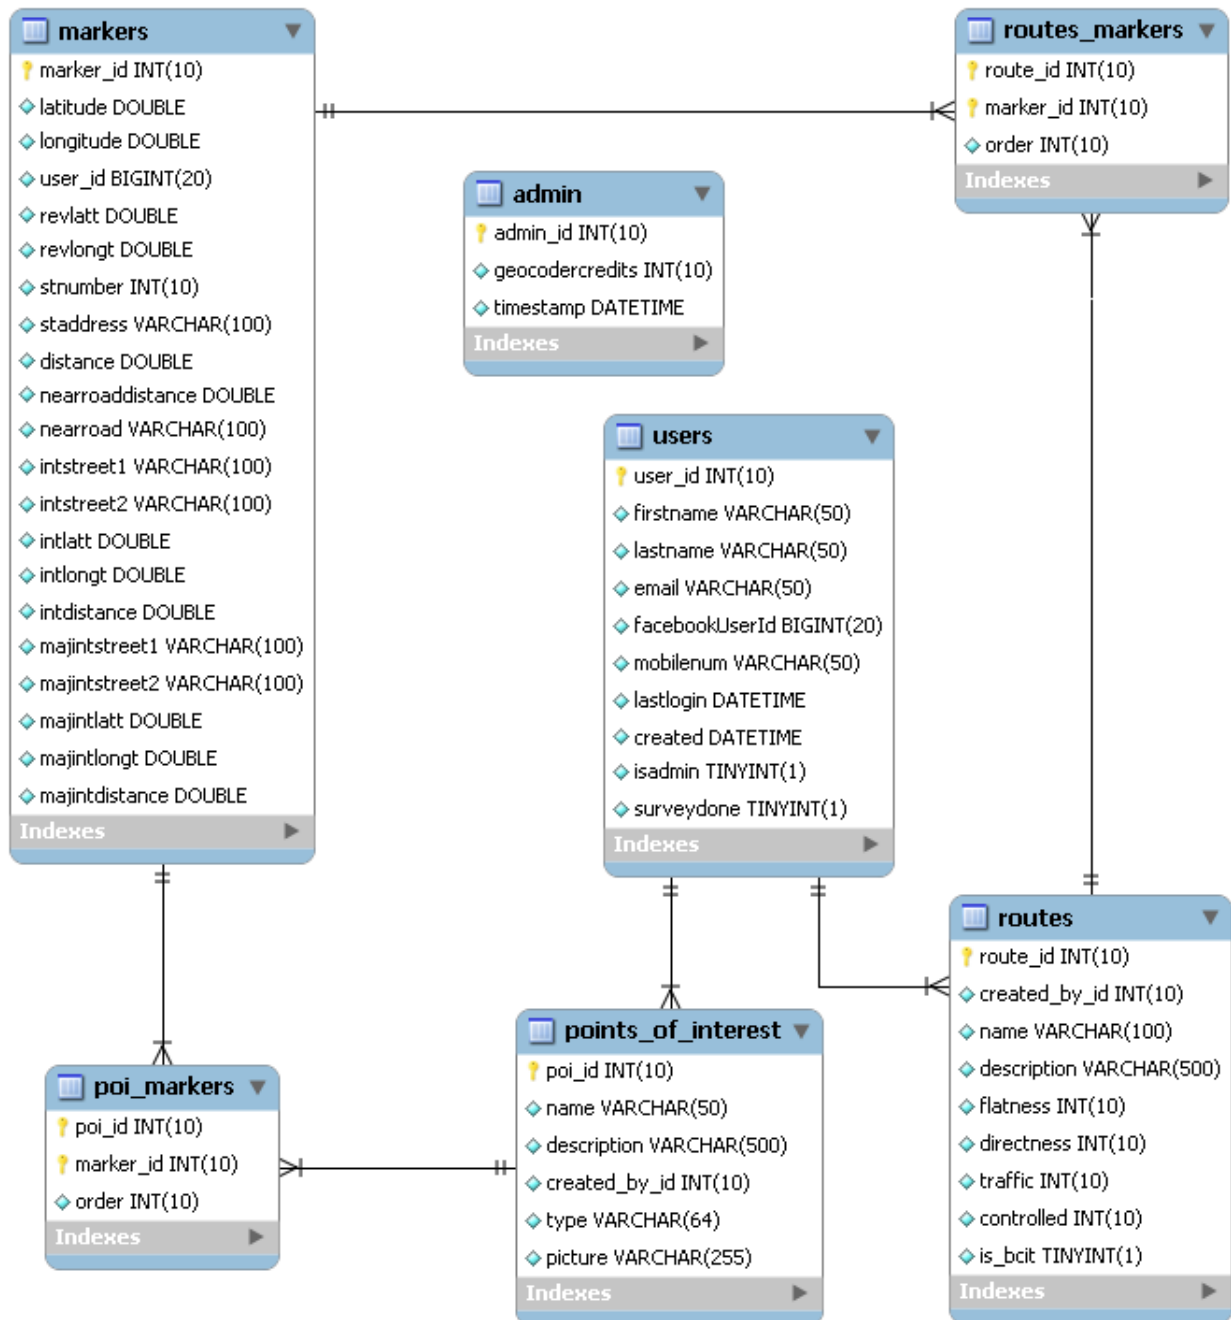 markers
marker_id INT(10)
latitude DOUBLE
longitude DOUBLE
user_id BIGINT(20)
revlatt DOUBLE
revlongt DOUBLE
stnumber INT(10)
staddress VARCHAR(100)
distance DOUBLE
nearroaddistance DOUBLE
nearroad VARCHAR(100)
intstreet1 VARCHAR(100)
intstreet2 VARCHAR(100)
intlatt DOUBLE
intlongt DOUBLE
intdistance DOUBLE
majintstreet1 VARCHAR(100)
majintstreet2 VARCHAR(100)
majintlatt DOUBLE
majintlongt DOUBLE
majintdistance DOUBLE
Indexes
routes_markers
route_id INT(10)
marker_id INT(10)
order INT(10)
Indexes
admin
admin_id INT(10)
geocodercredits INT(10)
timestamp DATETIME
Indexes
users
user_id INT(10)
firstname VARCHAR(50)
lastname VARCHAR(50)
email VARCHAR(50)
facebookUserId BIGINT(20)
mobilenum VARCHAR(50)
lastlogin DATETIME
created DATETIME
isadmin TINYINT(1)
surveydone TINYINT(1)
Indexes
routes
route_id INT(10)
created_by_id INT(10)
name VARCHAR(100)
description VARCHAR(500)
flatness INT(10)
directness INT(10)
traffic INT(10)
controlled INT(10)
is_bcit TINYINT(1)
Indexes
points_of_interest
poi_id INT(10)
name VARCHAR(50)
description VARCHAR(500)
created_by_id INT(10)
type VARCHAR(64)
picture VARCHAR(255)
Indexes
poi_markers
poi_id INT(10)
marker_id INT(10)
order INT(10)
Indexes